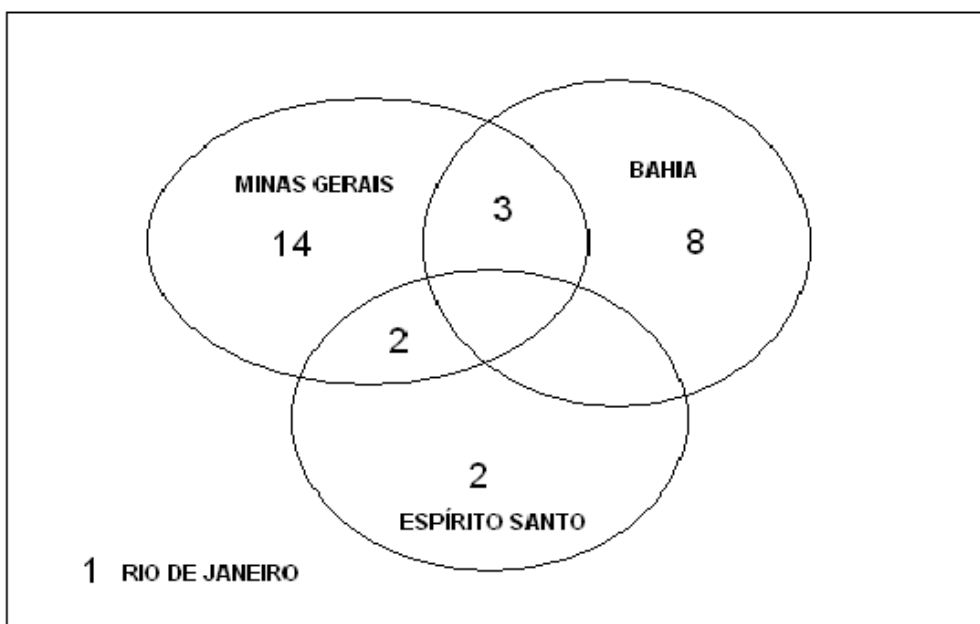 MINAS GERAIS
14
3
BAHIA
8
2
2
ESPÍRITO SANTO
1 RIO DE JANEIRO